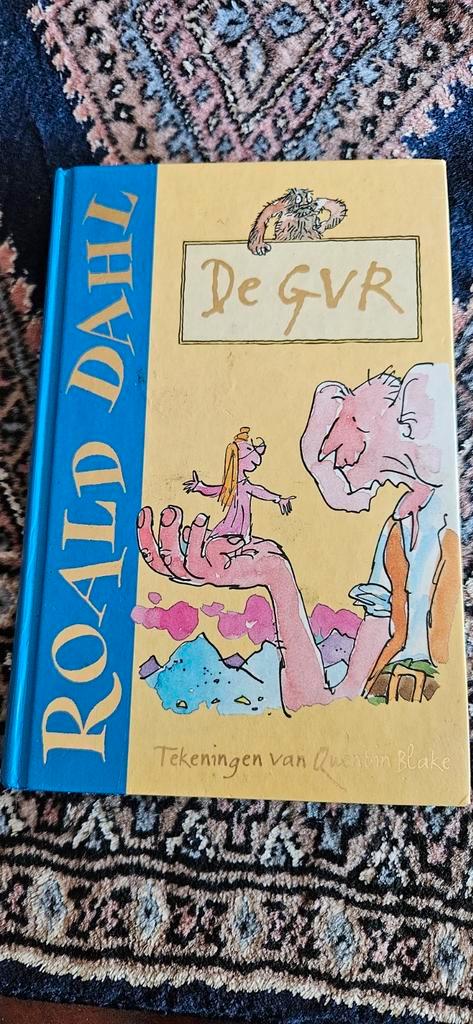 ROALD DAHL
De GVR
Tekeningen van Quentin Blake